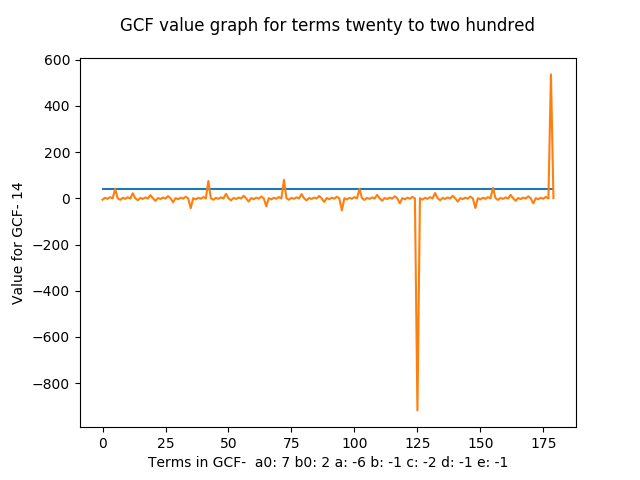 GCF value graph for terms twenty to two hundred
600
400
200
0
−200
−400
−600
−800
Value for GCF- 14
0 25 50 75 100 125 150 175
Terms in GCF-  a0: 7 b0: 2 a: -6 b: -1 c: -2 d: -1 e: -1